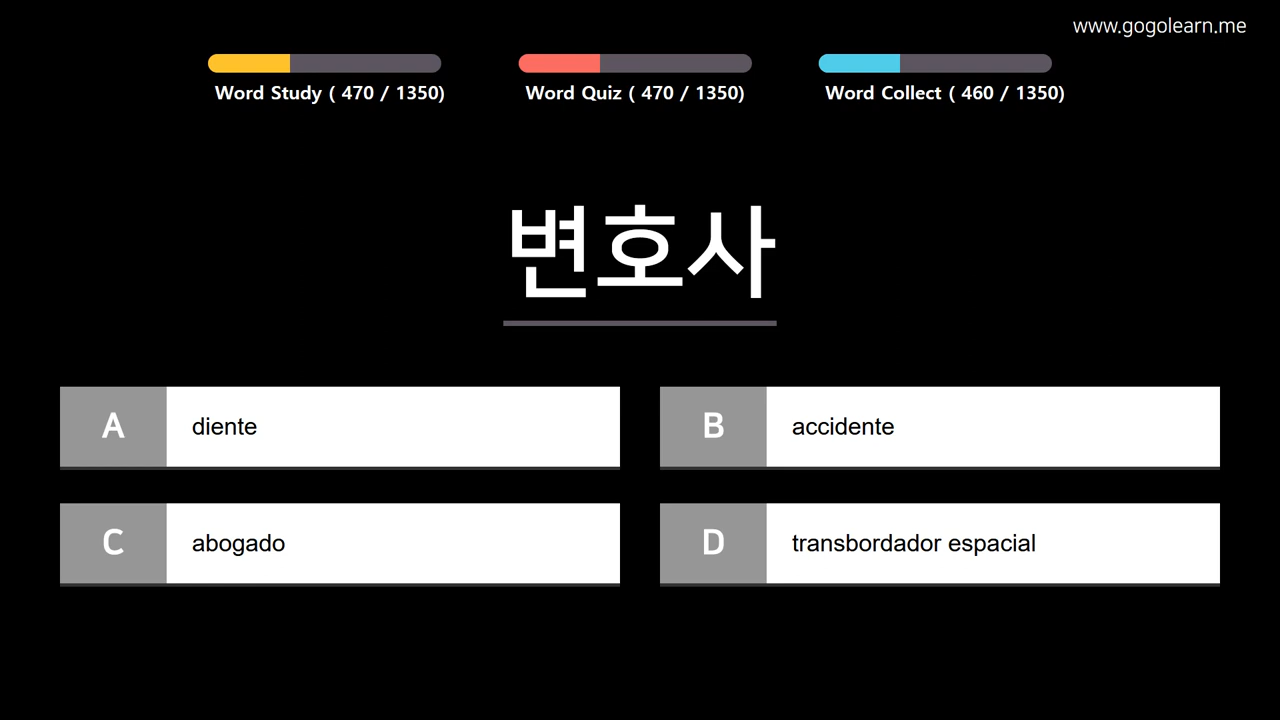 www.gogolearn.me
Word Study ( 470 / 1350)
Word Quiz ( 470 / 1350)
Word Collect ( 460 / 1350)
변호사
A diente
B accidente
C abogado
D transbordador espacial